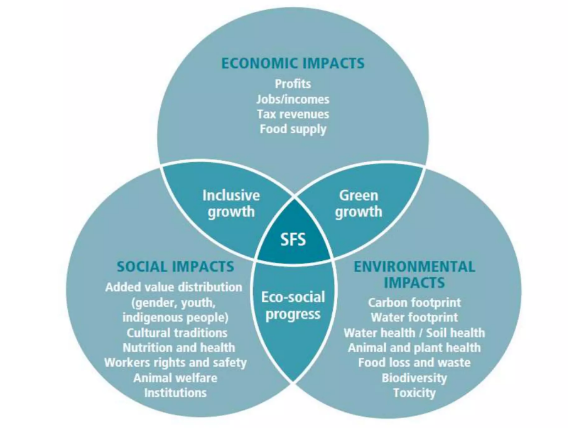 ECONOMIC IMPACTS
Profits
Jobs/incomes
Tax revenues
Food supply
Inclusive
growth
Green
growth
SFS
SOCIAL IMPACTS
Added value distribution
(gender, youth,
indigenous people)
Cultural traditions
Nutrition and health
Workers rights and safety
Animal welfare
Institutions
Eco-social
progress
ENVIRONMENTAL
IMPACTS
Carbon footprint
Water footprint
Water health / Soil health
Animal and plant health
Food loss and waste
Biodiversity
Toxicity